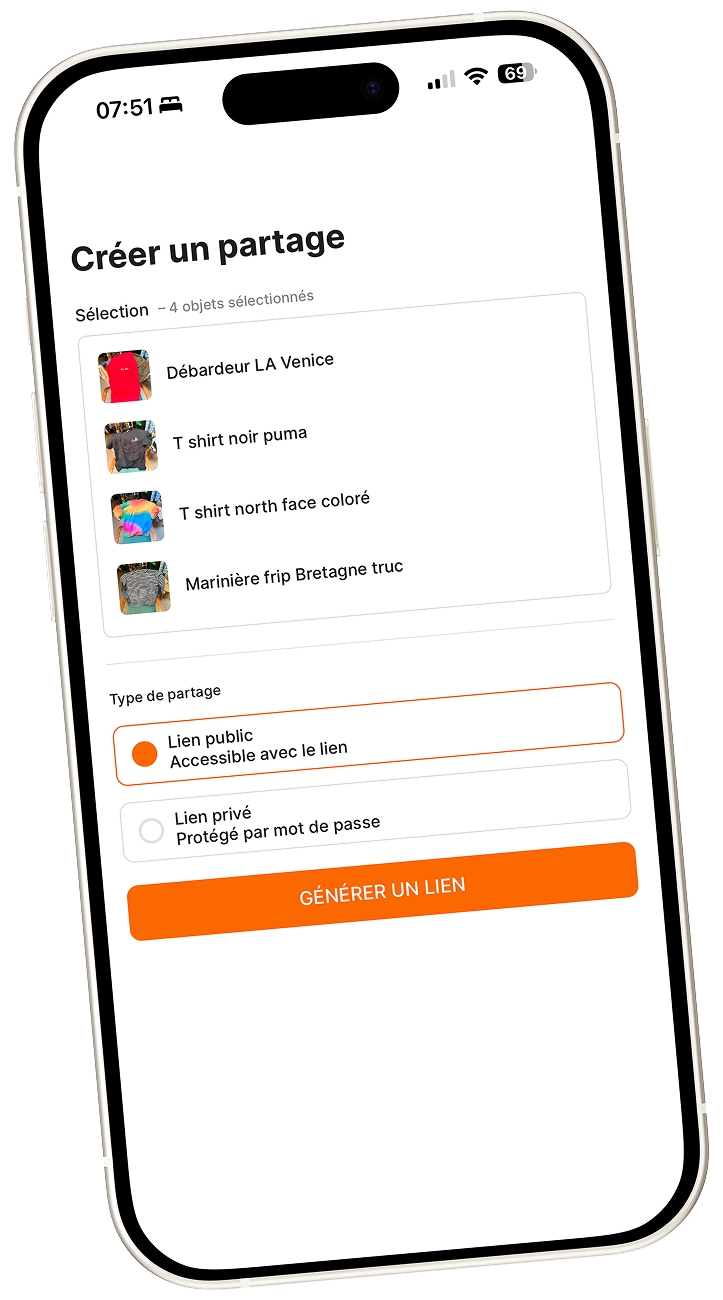 07:51
69
Créer un partage
Sélection – 4 objets sélectionnés
Débardeur LA Venice
T shirt noir puma
T shirt north face coloré
Marinière frip Bretagne truc
Type de partage
Lien public
Accessible avec le lien
Lien privé
Protégé par mot de passe
GÉNÉRER UN LIEN